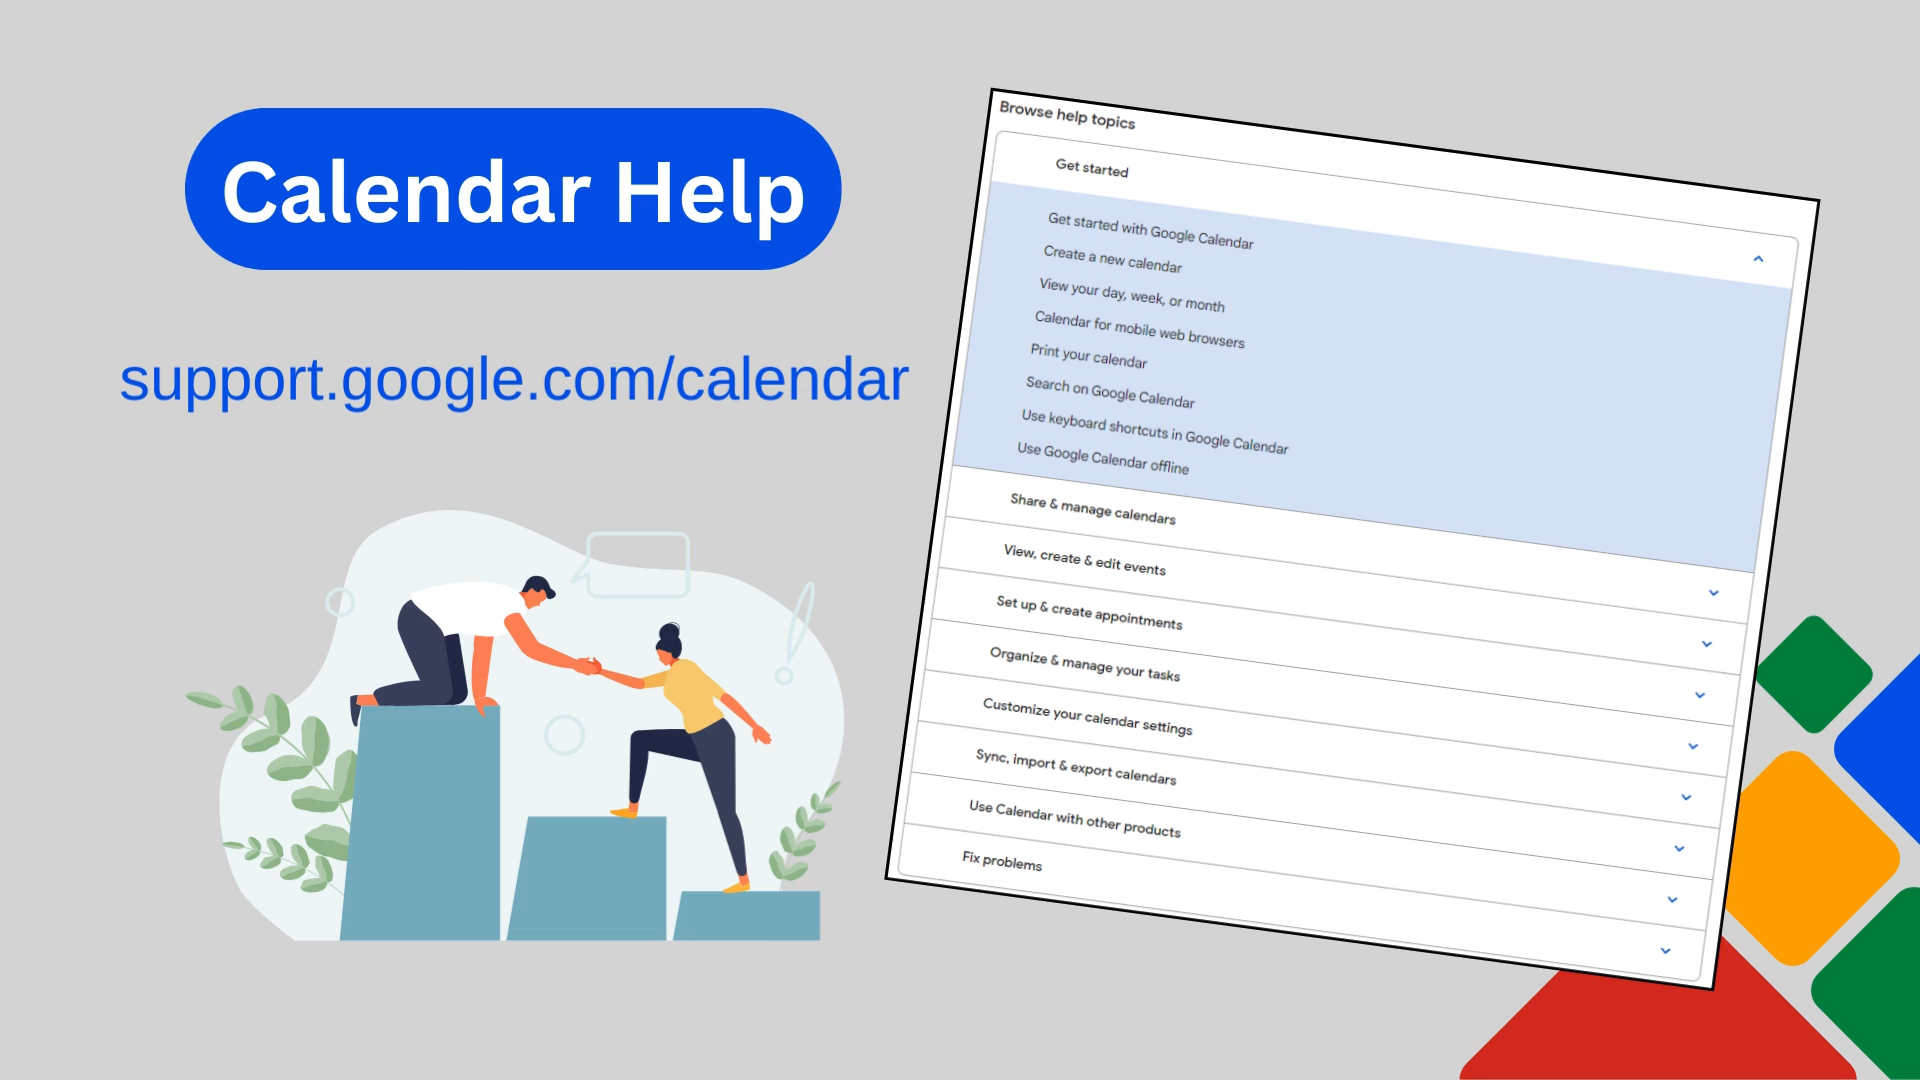 Calendar Help
support.google.com/calendar
Browse help topics
Get started
Get started with Google Calendar
Create a new calendar
View your day, week, or month
Calendar for mobile web browsers
Print your calendar
Search on Google Calendar
Use keyboard shortcuts in Google Calendar
Use Google Calendar offline
Share & manage calendars
View, create & edit events
Set up & create appointments
Organize & manage your tasks
Customize your calendar settings
Sync, import & export calendars
Use Calendar with other products
Fix problems